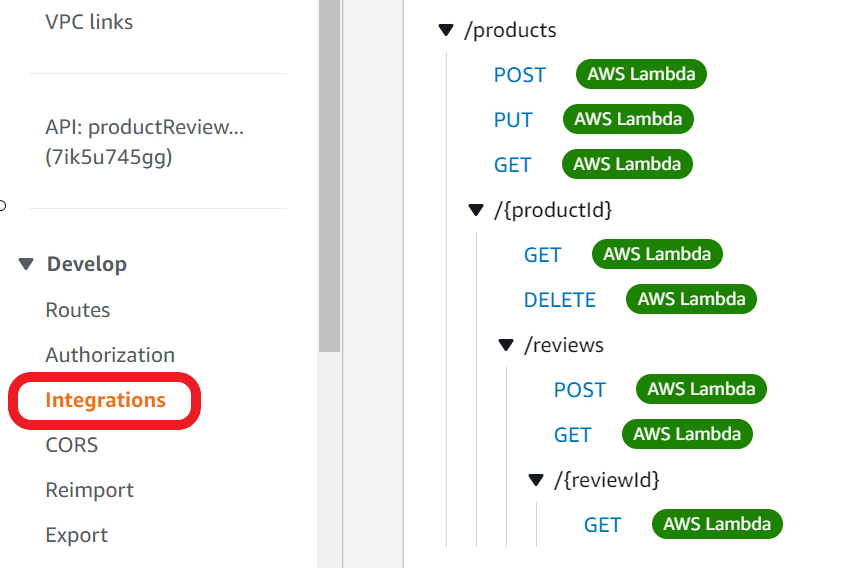 VPC links
API: productReview...
(7ik5u745gg)
Develop
Routes
Authorization
Integrations
CORS
Reimport
Export
/products
POST AWS Lambda
PUT AWS Lambda
GET AWS Lambda
/{productId}
GET AWS Lambda
DELETE AWS Lambda
/reviews
POST AWS Lambda
GET AWS Lambda
/{reviewId}
GET AWS Lambda